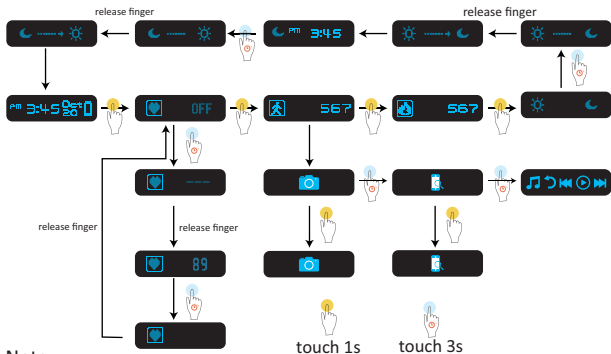 release finger
release finger
PM 3:45
PM 3:45 Oct 20
OFF
567
567
---
release finger
release finger
89
touch 1s
touch 3s